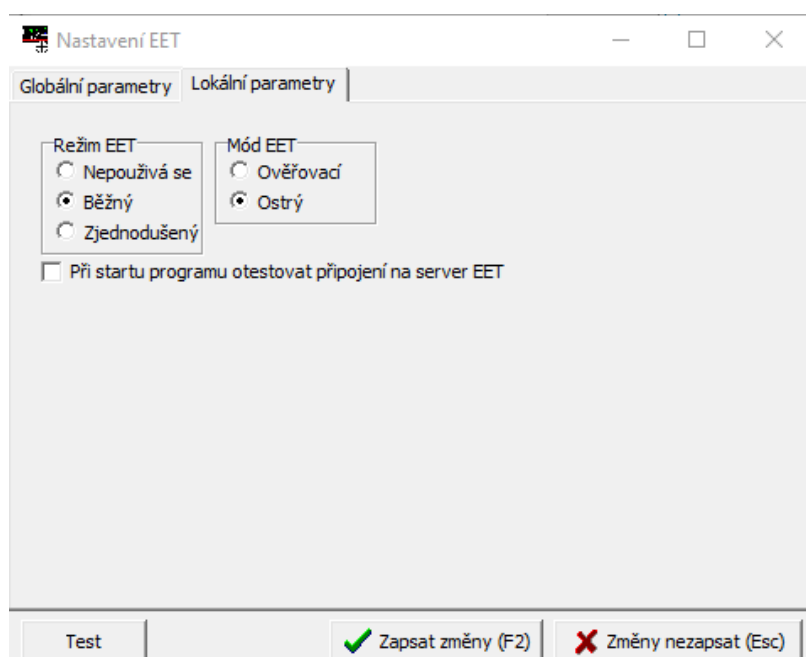 Nastavení EET
Globální parametry Lokální parametry
Režim EET Mód EET
Nepouživá se Ověřovací
Běžný Ostrý
Zjednodušený
Při startu programu otestovat připojení na server EET
Test Zapsat změny (F2) Změny nezapsat (Esc)